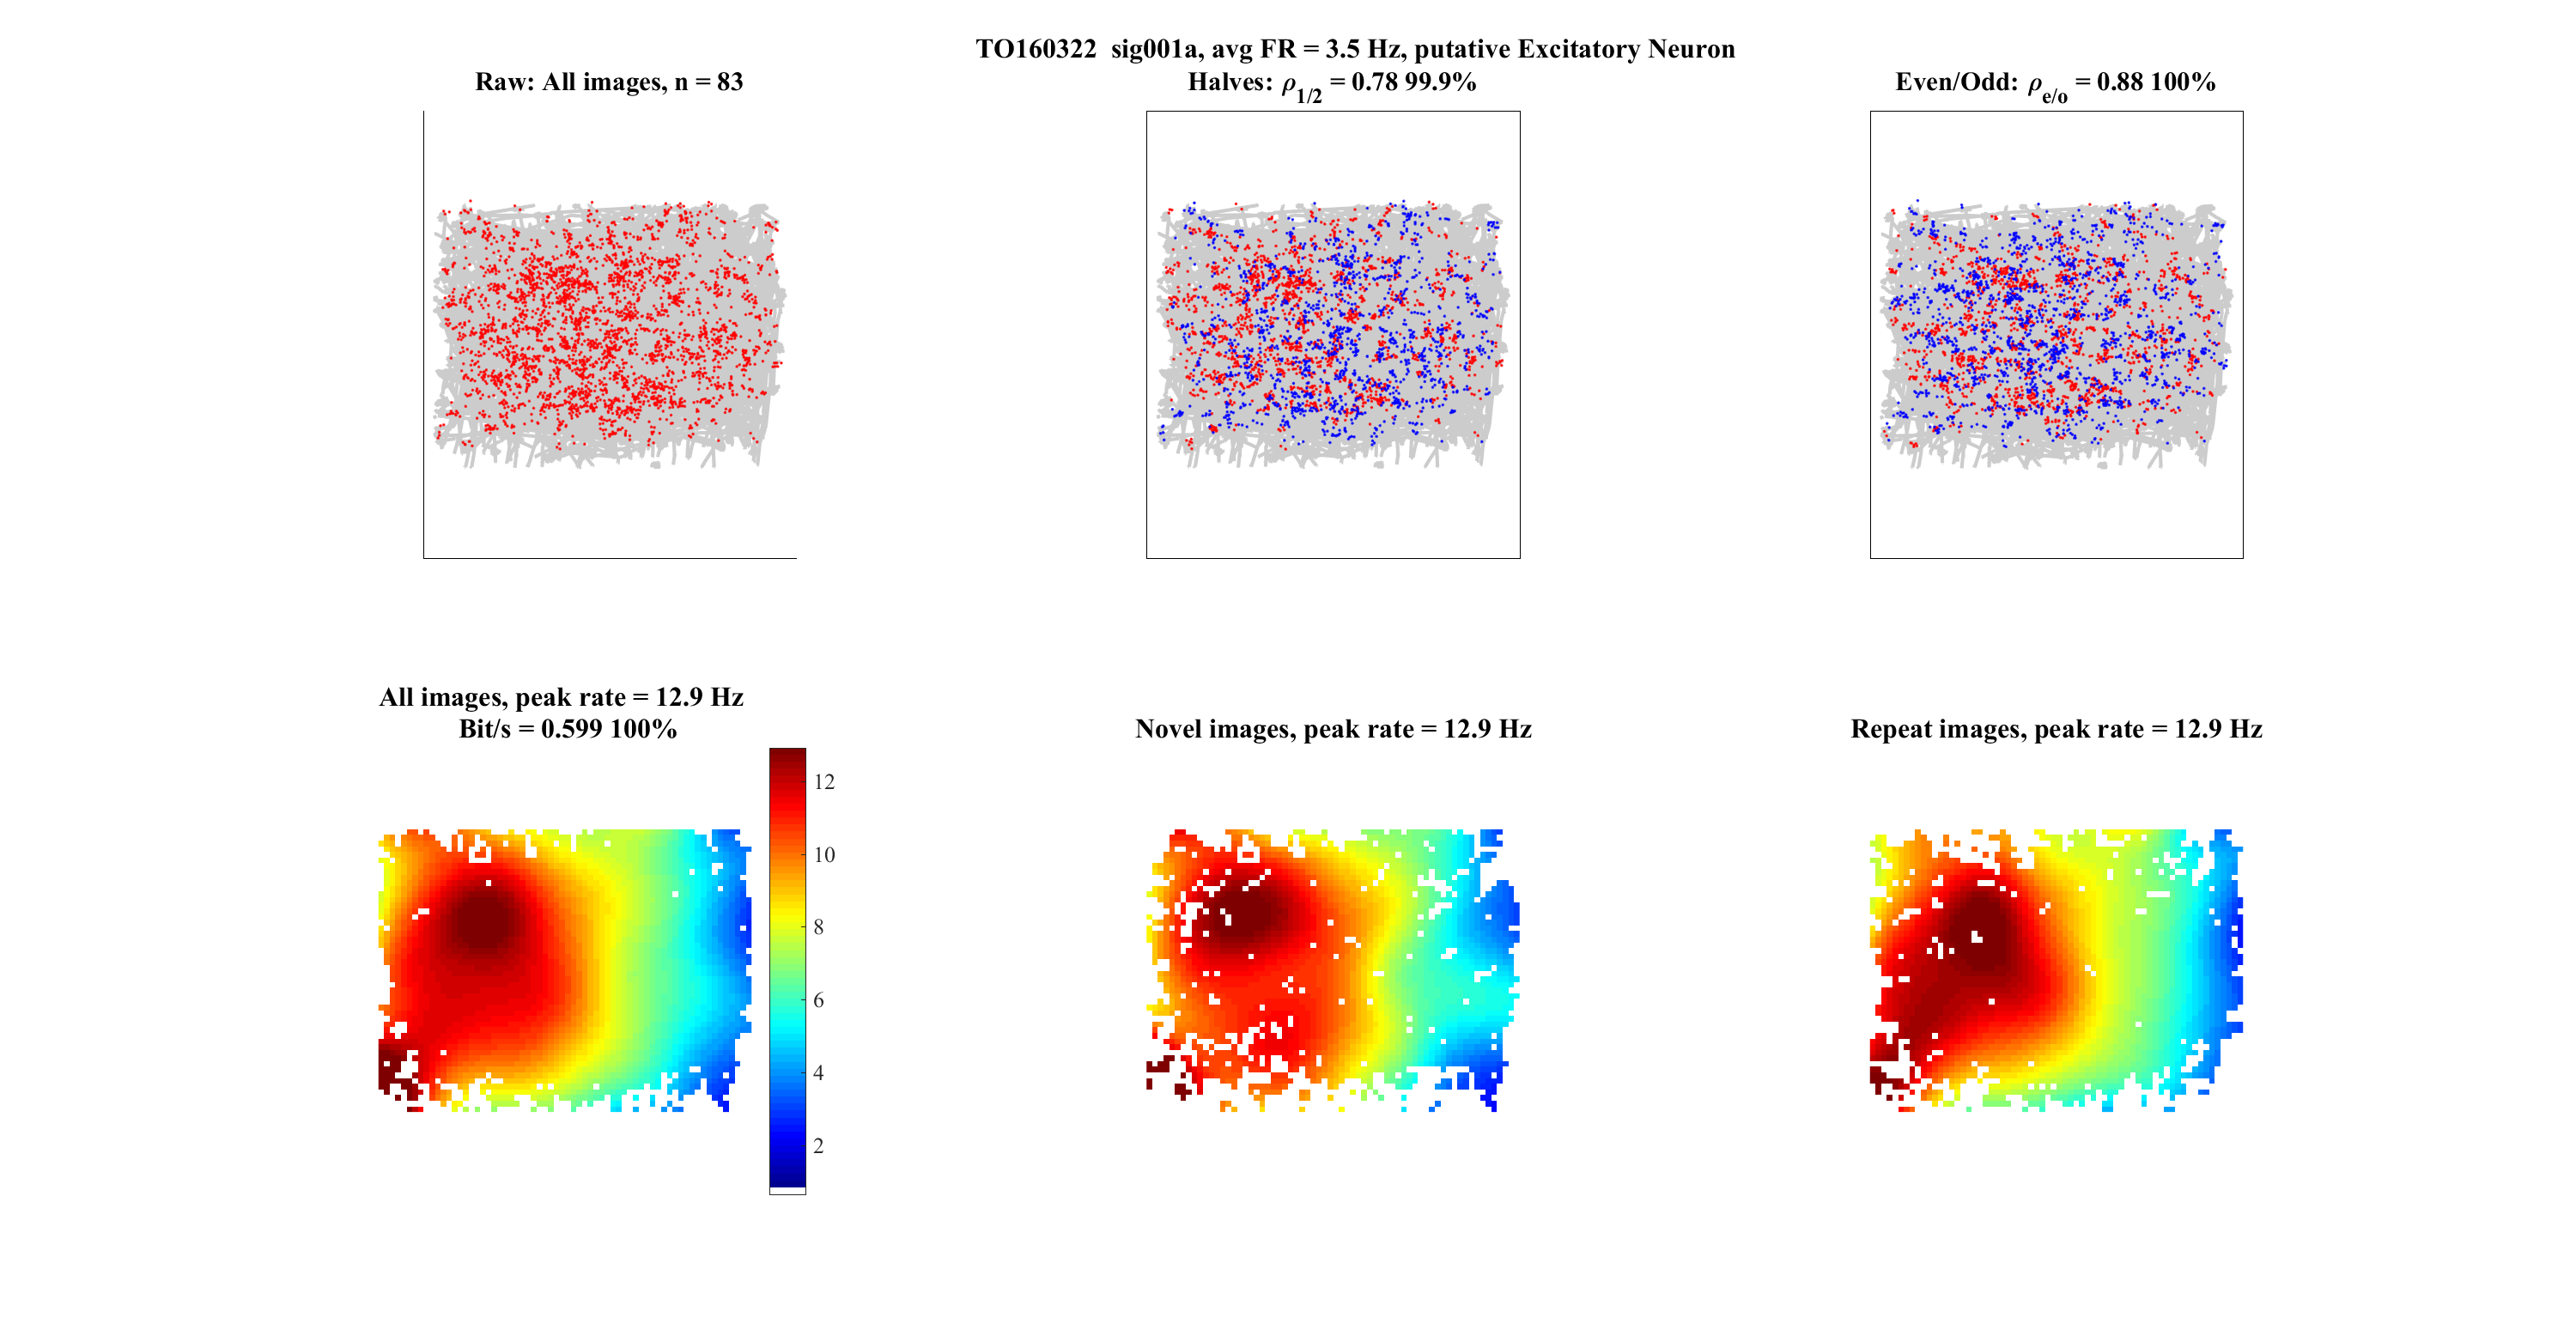 TO160322 sig001a, avg FR = 3.5 Hz, putative Excitatory Neuron
Raw: All images, n = 83
Halves: ρ1/2 = 0.78 99.9%
Even/Odd: ρe/o = 0.88 100%
All images, peak rate = 12.9 Hz
Bit/s = 0.599 100%
Novel images, peak rate = 12.9 Hz
Repeat images, peak rate = 12.9 Hz
12
10
8
6
4
2